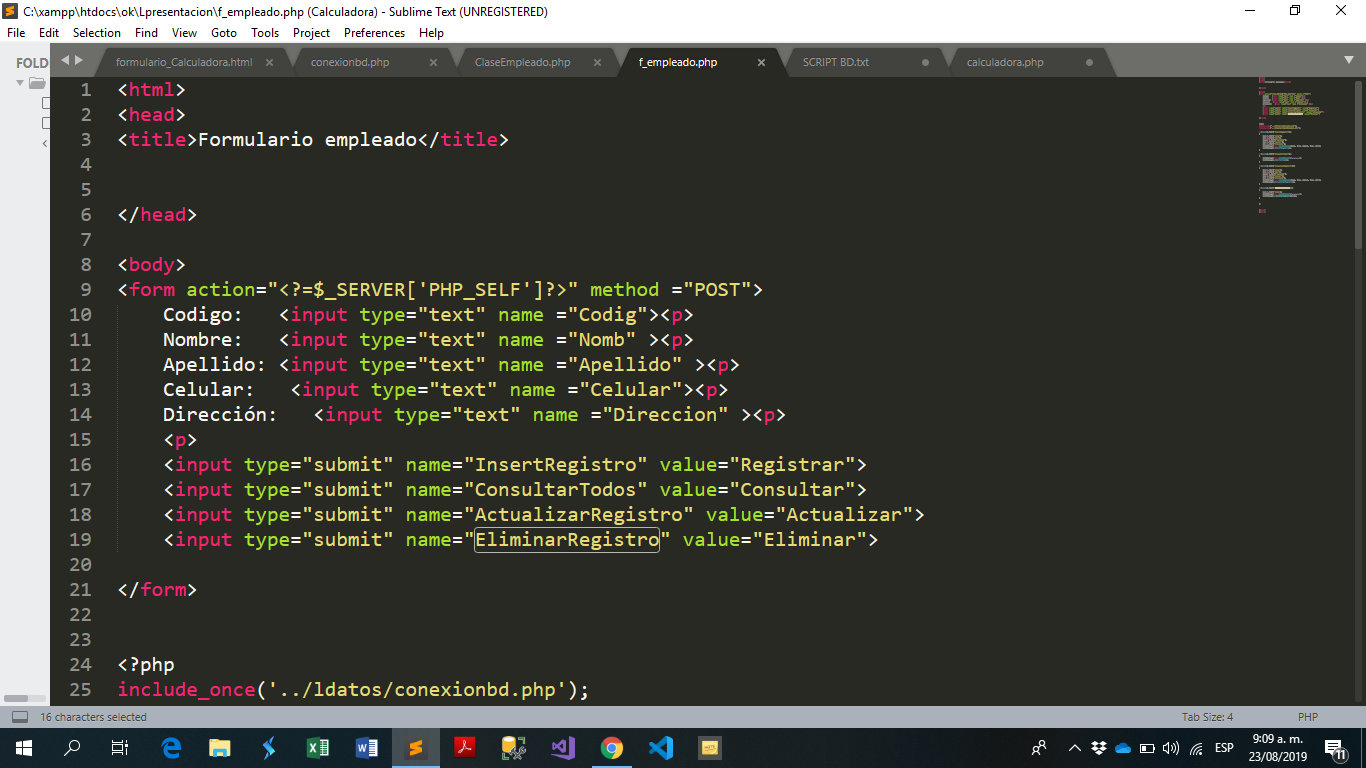 C:\xampp\htdocs\ok\Lpresentacion\f_empleado.php (Calculadora) - Sublime Text (UNREGISTERED)
File Edit Selection Find View Goto Tools Project Preferences Help
FOLD
formulario_Calculadora.html conexionbd.php ClaseEmpleado.php f_empleado.php SCRIPT BD.txt calculadora.php
1 <html>
2 <head>
3 <title>Formulario empleado</title>
4
5
6 </head>
7
8 <body>
9 <form action="<?=$_SERVER['PHP_SELF']?>" method ="POST">
10 Codigo: <input type="text" name ="Codig"><p>
11 Nombre: <input type="text" name ="Nomb" ><p>
12 Apellido: <input type="text" name ="Apellido" ><p>
13 Celular: <input type="text" name ="Celular"><p>
14 Dirección: <input type="text" name ="Direccion" ><p>
15 <p>
16 <input type="submit" name="InsertRegistro" value="Registrar">
17 <input type="submit" name="ConsultarTodos" value="Consultar">
18 <input type="submit" name="ActualizarRegistro" value="Actualizar">
19 <input type="submit" name="EliminarRegistro" value="Eliminar">
20
21 </form>
22
23
24 <?php
25 include_once('../ldatos/conexionbd.php');
16 characters selected Tab Size: 4 PHP
ESP 9:09 a. m.
23/08/2019 11